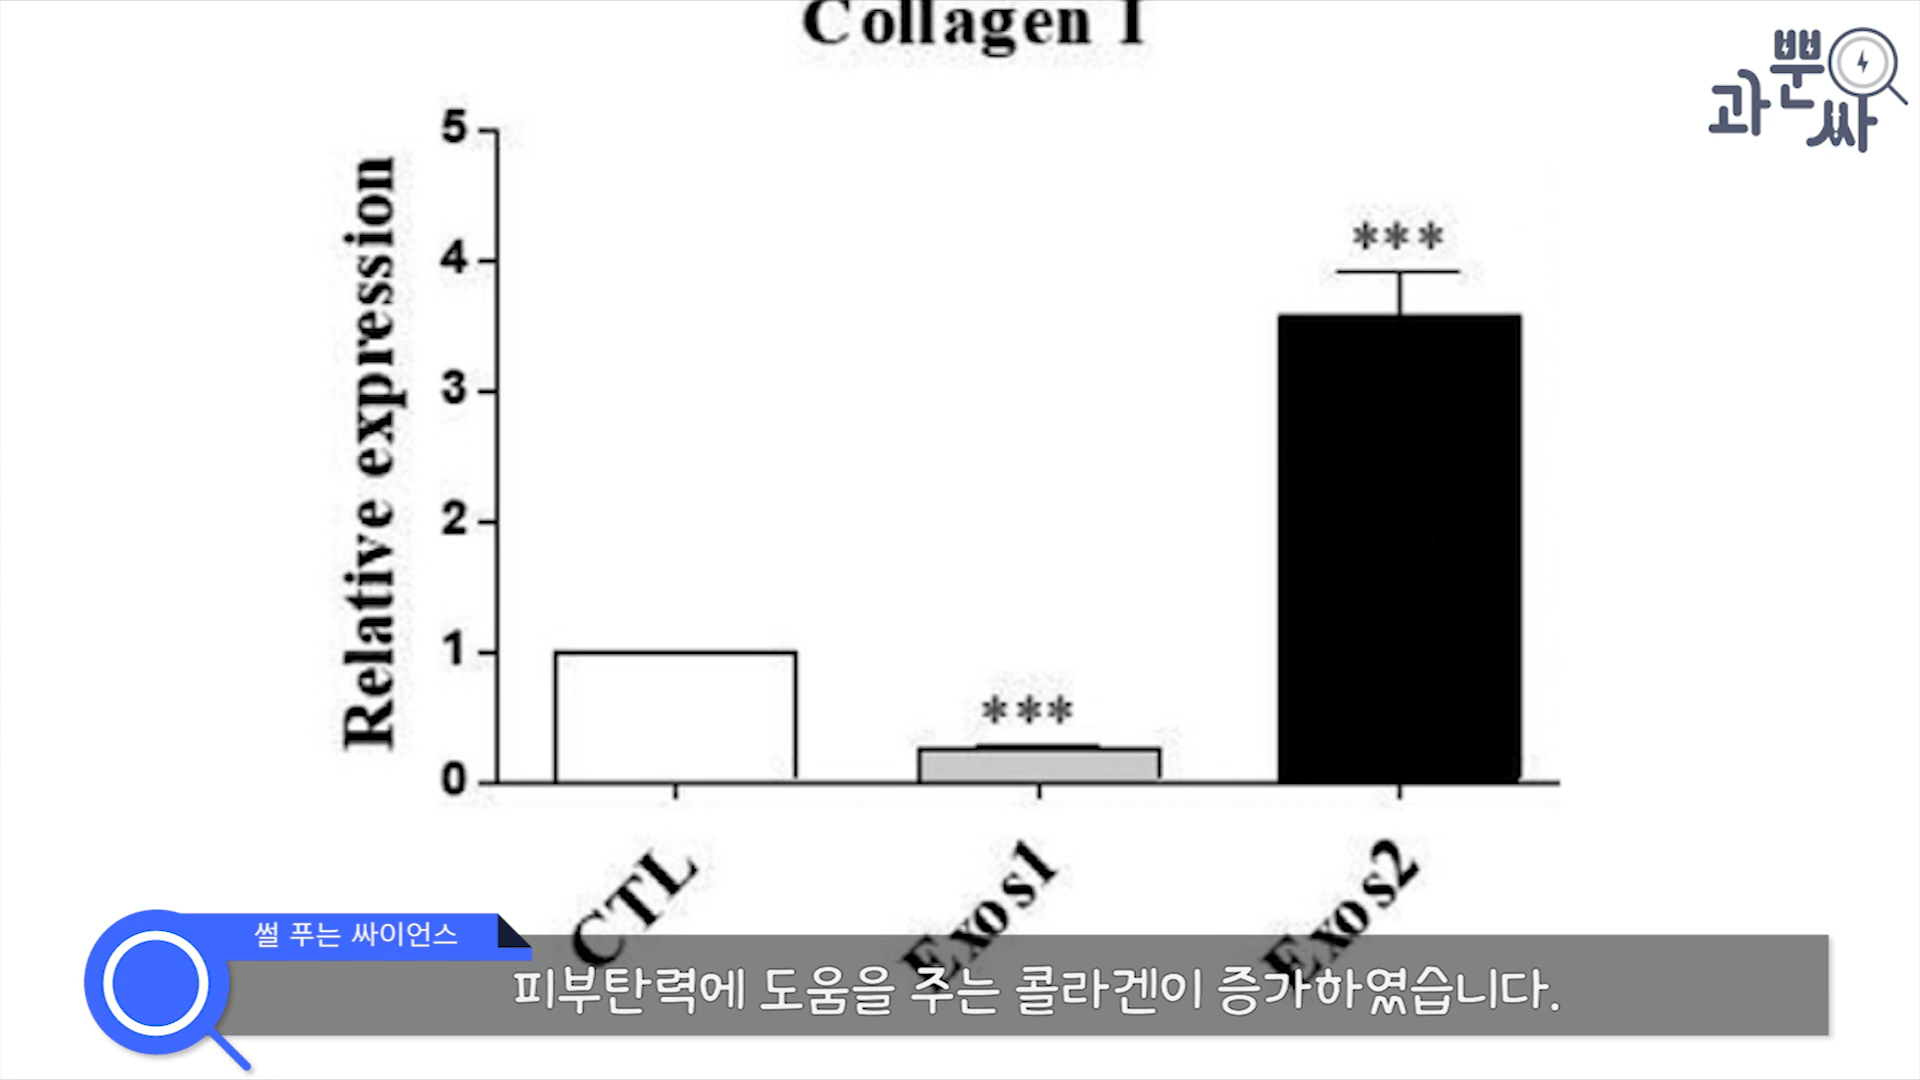 Collagen I
과뿐싸
Relative expression
5
4
3
2
1
0
***
***
CTL
Exos1
Exos2
썰 푸는 싸이언스
피부탄력에 도움을 주는 콜라겐이 증가하였습니다.